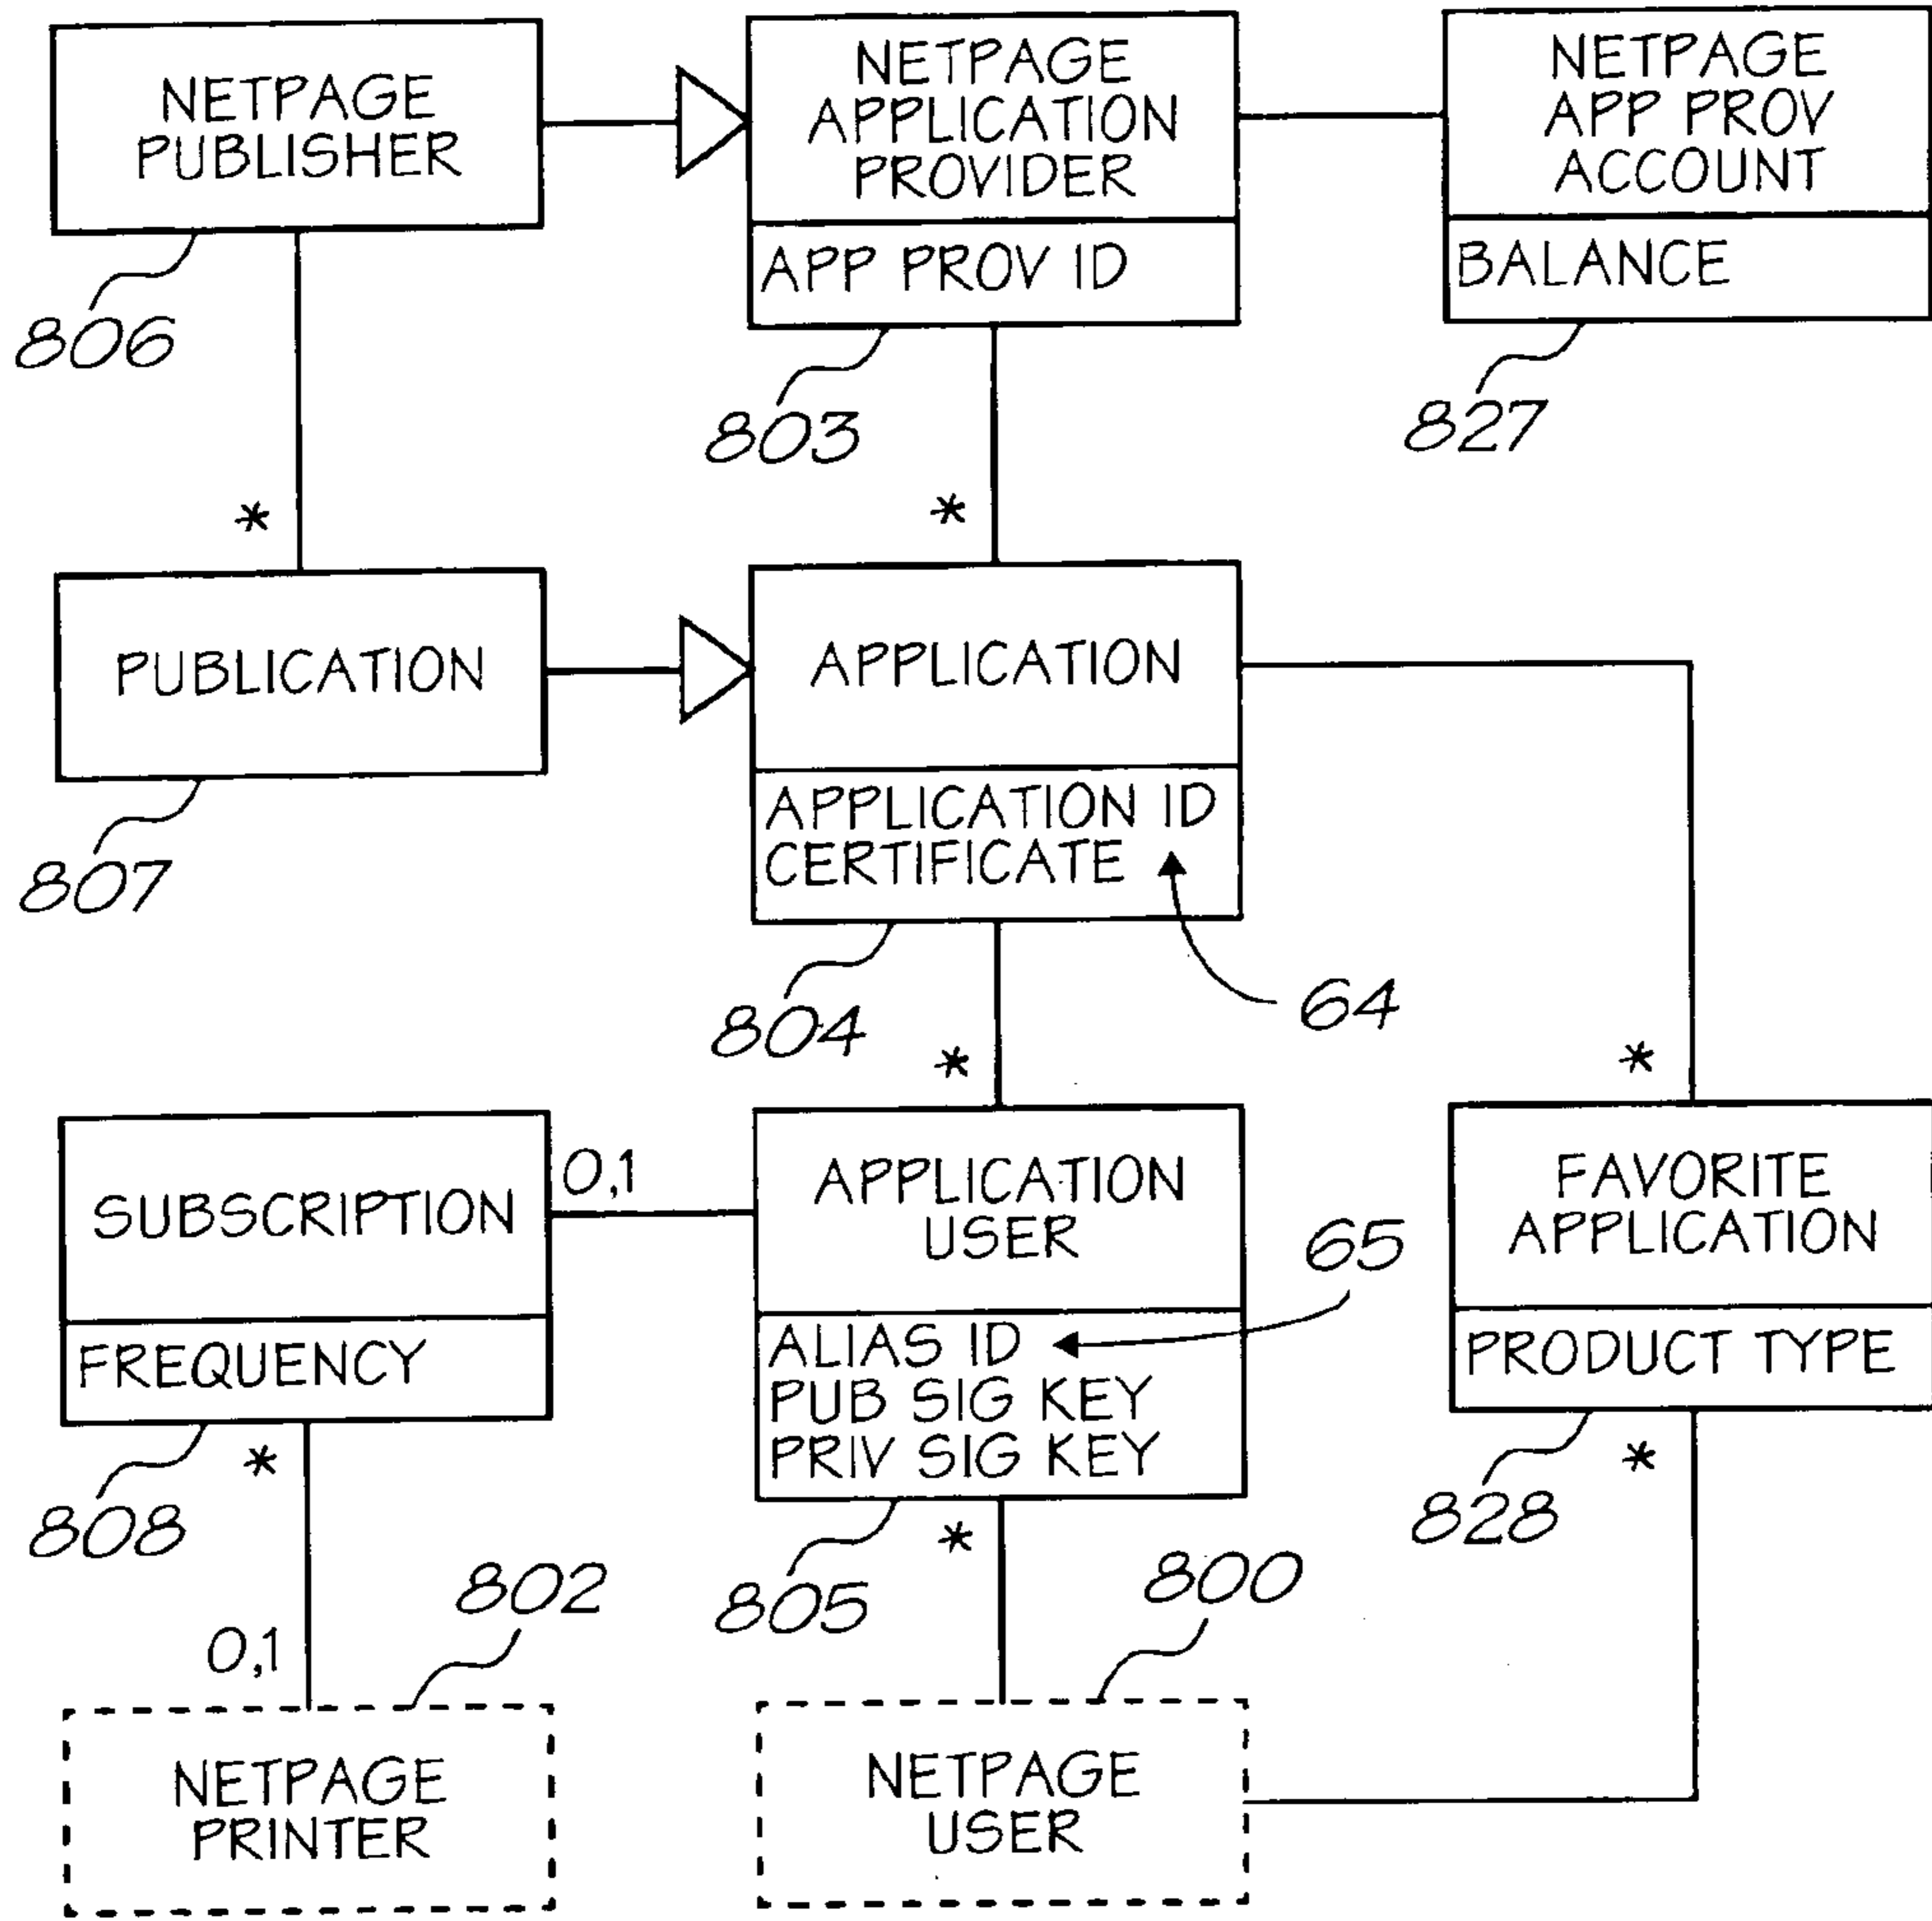 NETPAGE
PUBLISHER
806
NETPAGE
APPLICATION
PROVIDER
APP PROV ID
803
NETPAGE
APP PROV
ACCOUNT
BALANCE
827
*
*
PUBLICATION
807
APPLICATION
APPLICATION ID
CERTIFICATE
64
804
*
*
SUBSCRIPTION
FREQUENCY
0,1
808
*
APPLICATION
USER
ALIAS ID
PUB SIG KEY
PRIV SIG KEY
65
805
*
FAVORITE
APPLICATION
PRODUCT TYPE
828
*
802
800
0,1
NETPAGE
PRINTER
NETPAGE
USER